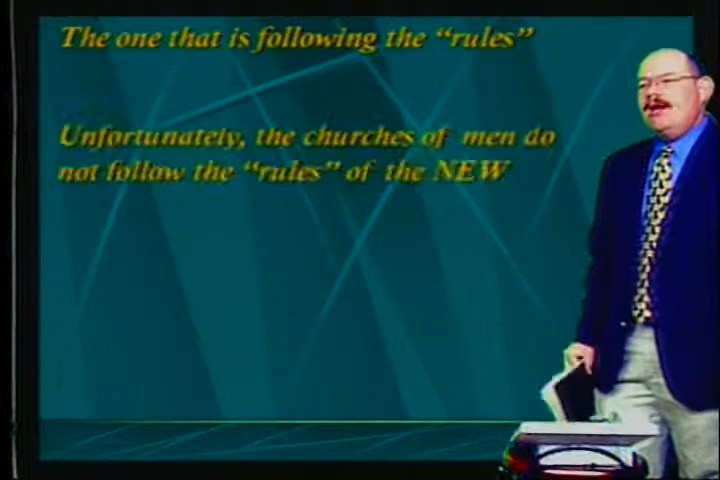 The one that is following the “rules”
Unfortunately, the churches of men do
not follow the “rules” of the NEW